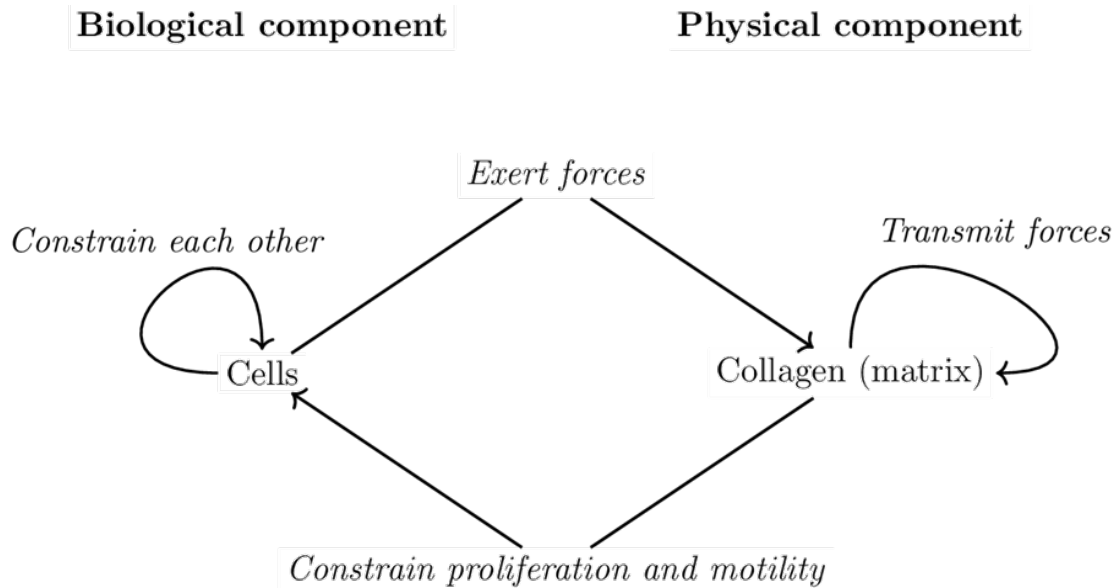 Biological component
Physical component
Exert forces
Constrain each other
Transmit forces
Cells
Collagen (matrix)
Constrain proliferation and motility